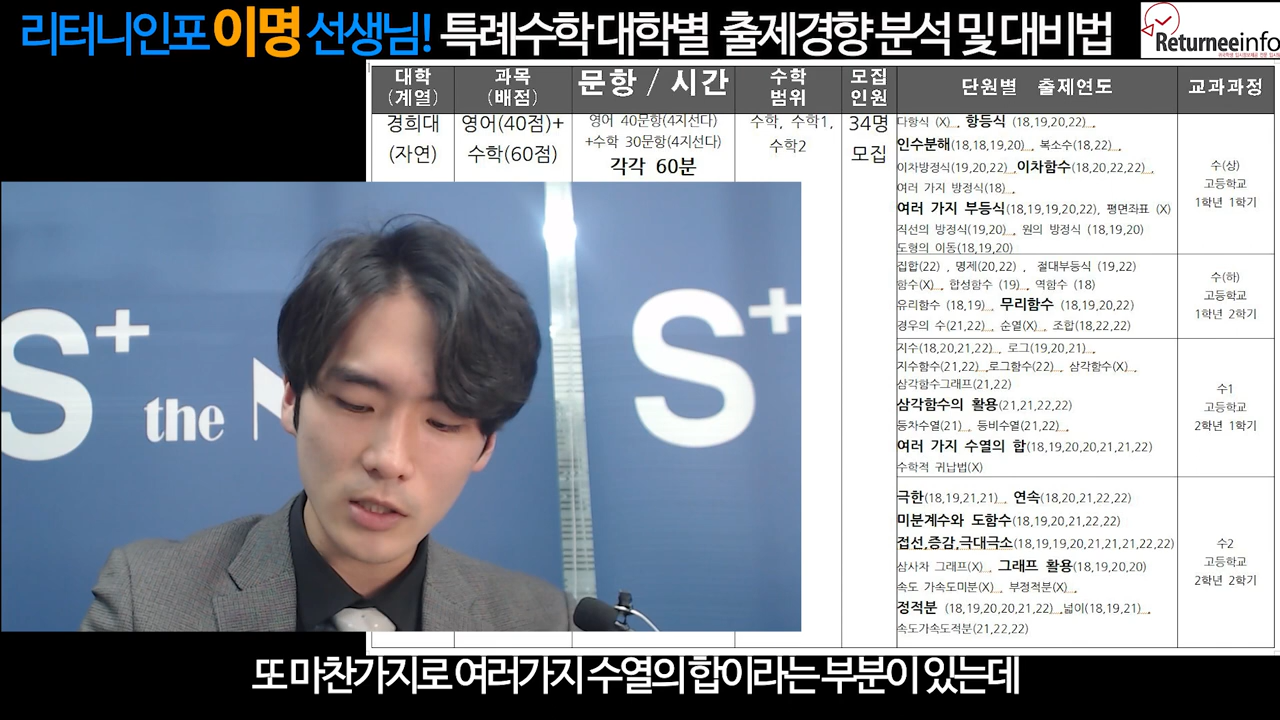 리터니인포 이명 선생님! 특례수학 대학별 출제경향 분석 및 대비법
Returneeinfo
대학 (계열)
과목 (배점)
문항 / 시간
수학 범위
모집 인원
단원별 출제연도
교과과정
경희대 (자연)
영어(40점)+ 수학(60점)
영어 40문항(4지선다)
+수학 30문항(4지선다)
각각 60분
수학, 수학1, 수학2
34명 모집
다항식 (X), 항등식 (18,19,20,22),
인수분해(18,18,19,20), 복소수(18,22),
이차방정식(19,20,22),이차함수(18,20,22,22),
여러 가지 방정식(18),
여러 가지 부등식(18,19,19,20,22), 평면좌표 (X)
직선의 방정식(19,20), 원의 방정식 (18,19,20)
도형의 이동(18,19,20)
수(상)
고등학교
1학년 1학기
집합(22) , 명제(20,22) , 절대부등식 (19,22)
함수(X), 합성함수 (19), 역함수 (18)
유리함수 (18,19), 무리함수 (18,19,20,22)
경우의 수(21,22), 순열(X), 조합(18,22,22)
수(하)
고등학교
1학년 2학기
지수(18,20,21,22), 로그(19,20,21),
지수함수(21,22),로그함수(22), 삼각함수(X),
삼각함수그래프(21,22)
삼각함수의 활용(21,21,22,22)
등차수열(21), 등비수열(21,22),
여러 가지 수열의 합(18,19,20,20,21,21,22)
수학적 귀납법(X)
수1
고등학교
2학년 1학기
극한(18,19,21,21), 연속(18,20,21,22,22)
미분계수와 도함수(18,19,20,21,22,22)
접선,증감,극대극소(18,19,19,20,21,21,21,22,22)
삼사차 그래프(X), 그래프 활용(18,19,20,20)
속도 가속도미분(X), 부정적분(X),
정적분 (18,19,20,20,21,22),넓이(18,19,21),
속도가속도적분(21,22,22)
수2
고등학교
2학년 2학기
S+
the
S+
또 마찬가지로 여러가지 수열의 합이라는 부분이 있는데